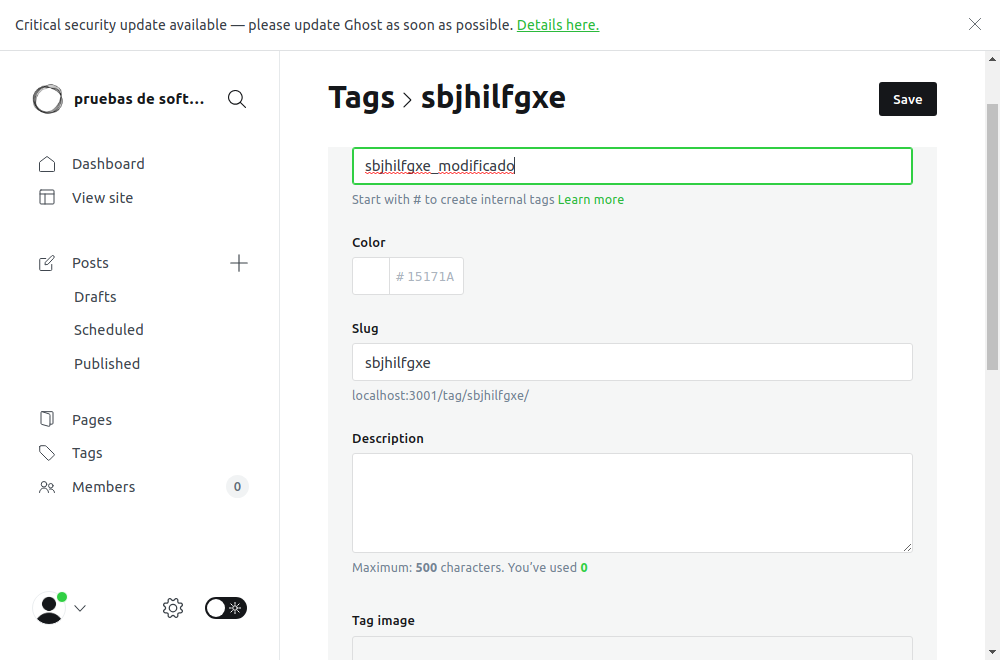 Critical security update available — please update Ghost as soon as possible. Details here.
pruebas de soft...
Dashboard
View site
Posts
Drafts
Scheduled
Published
Pages
Tags
Members 0
Tags > sbjhilfgxe
Save
sbjhilfgxe_modificado
Start with # to create internal tags Learn more
Color
# 15171A
Slug
sbjhilfgxe
localhost:3001/tag/sbjhilfgxe/
Description
Maximum: 500 characters. You’ve used 0
Tag image